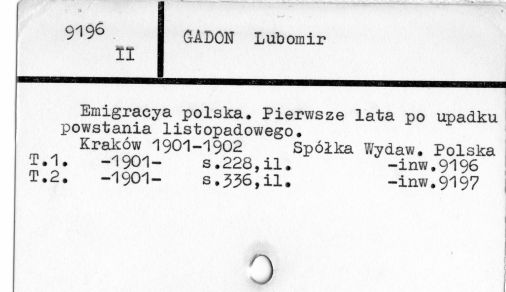 9196
II
GADON Lubomir
Emigracya polska. Pierwsze lata po upadku
powstania listopadowego.
Kraków 1901-1902 Spółka Wydaw. Polska
T.1. -1901- s.228,il. -inw.9196
T.2. -1901- s.336,il. -inw.9197